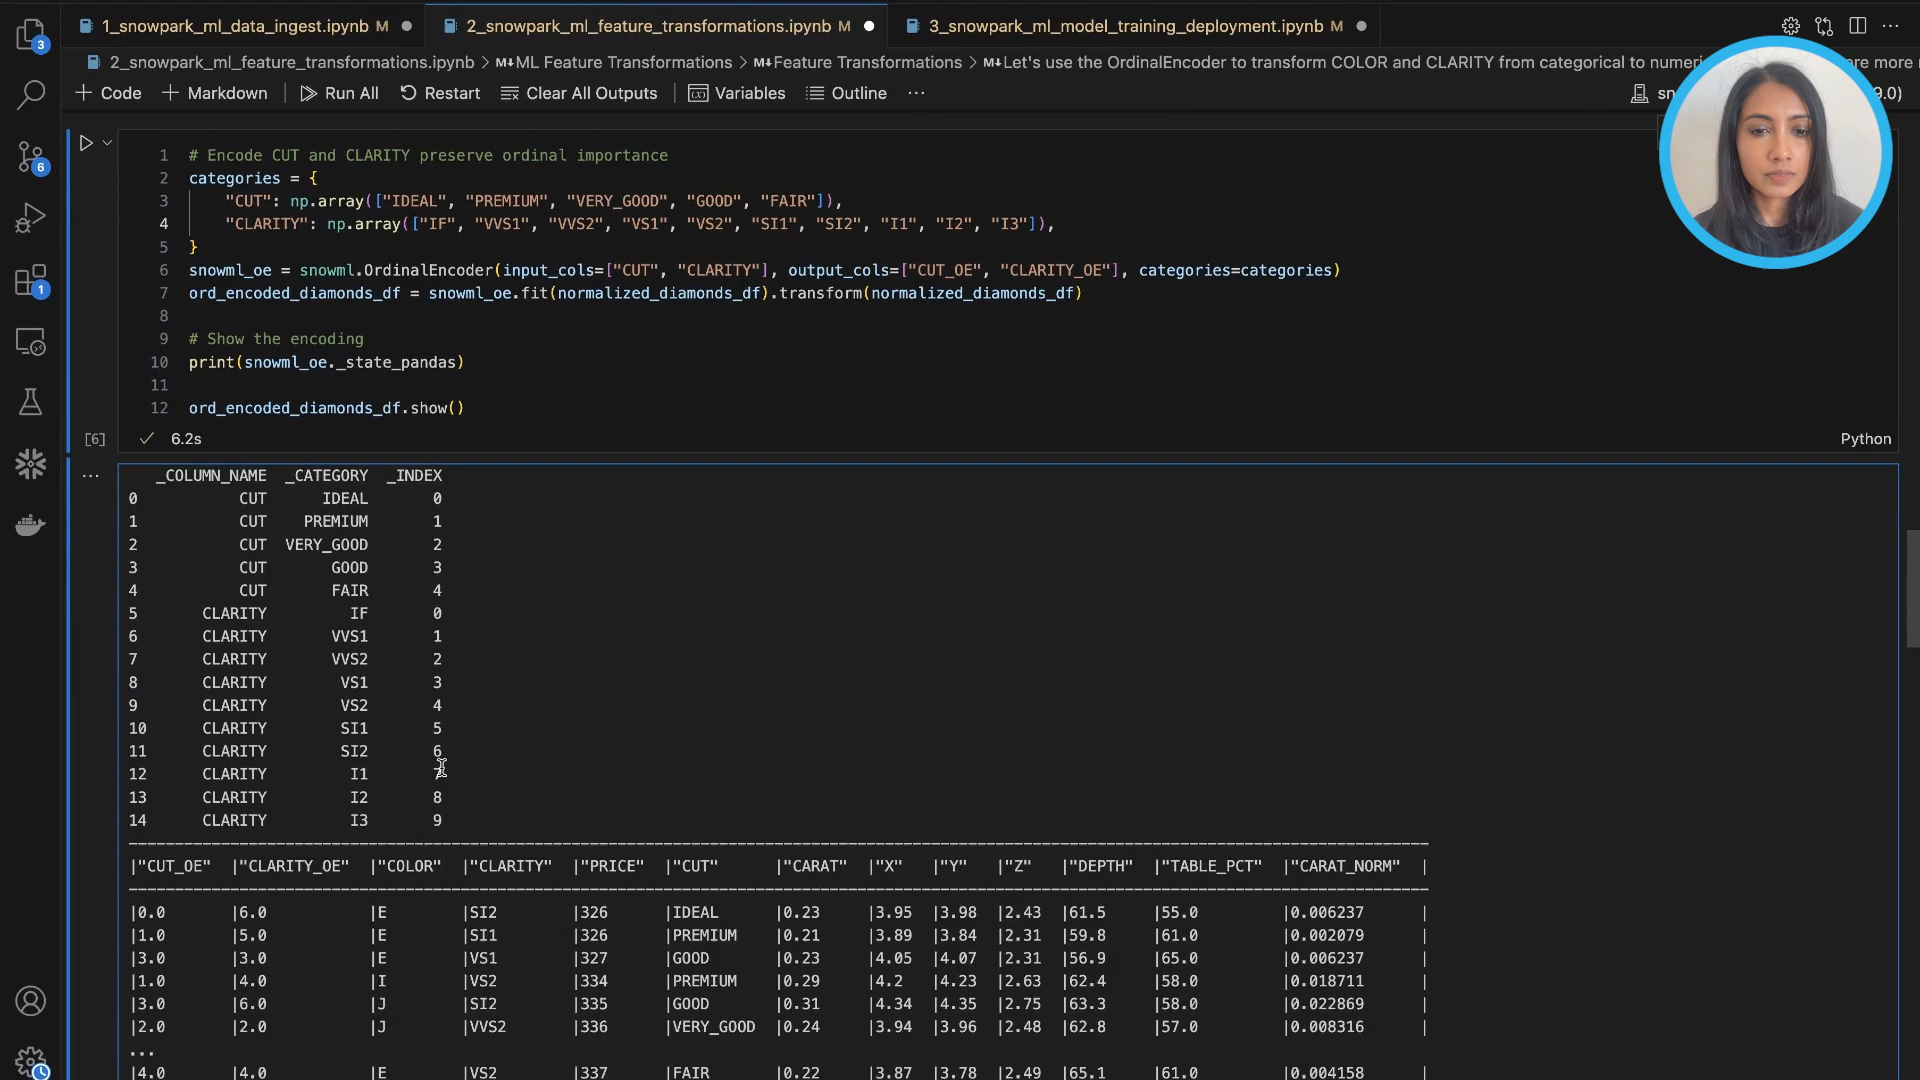 1_snowpark_ml_data_ingest.ipynb M
2_snowpark_ml_feature_transformations.ipynb M
3_snowpark_ml_model_training_deployment.ipynb M
2_snowpark_ml_feature_transformations.ipynb > M↓ML Feature Transformations > M↓Feature Transformations > M↓Let's use the OrdinalEncoder to transform COLOR and CLARITY from categorical to numeri are more
+ Code + Markdown Run All Restart Clear All Outputs Variables Outline ... sn 9.0)
3
6
1
1 # Encode CUT and CLARITY preserve ordinal importance
2 categories = {
3 "CUT": np.array(["IDEAL", "PREMIUM", "VERY_GOOD", "GOOD", "FAIR"]),
4 "CLARITY": np.array(["IF", "VVS1", "VVS2", "VS1", "VS2", "SI1", "SI2", "I1", "I2", "I3"]),
5 }
6 snowml_oe = snowml.OrdinalEncoder(input_cols=["CUT", "CLARITY"], output_cols=["CUT_OE", "CLARITY_OE"], categories=categories)
7 ord_encoded_diamonds_df = snowml_oe.fit(normalized_diamonds_df).transform(normalized_diamonds_df)
8
9 # Show the encoding
10 print(snowml_oe._state_pandas)
11
12 ord_encoded_diamonds_df.show()
[6] 6.2s Python
... _COLUMN_NAME _CATEGORY _INDEX
0 CUT IDEAL 0
1 CUT PREMIUM 1
2 CUT VERY_GOOD 2
3 CUT GOOD 3
4 CUT FAIR 4
5 CLARITY IF 0
6 CLARITY VVS1 1
7 CLARITY VVS2 2
8 CLARITY VS1 3
9 CLARITY VS2 4
10 CLARITY SI1 5
11 CLARITY SI2 6
12 CLARITY I1 7
13 CLARITY I2 8
14 CLARITY I3 9
|"CUT_OE" |"CLARITY_OE" |"COLOR" |"CLARITY" |"PRICE" |"CUT" |"CARAT" |"X" |"Y" |"Z" |"DEPTH" |"TABLE_PCT" |"CARAT_NORM" |
|0.0 |6.0 |E |SI2 |326 |IDEAL |0.23 |3.95 |3.98 |2.43 |61.5 |55.0 |0.006237 |
|1.0 |5.0 |E |SI1 |326 |PREMIUM |0.21 |3.89 |3.84 |2.31 |59.8 |61.0 |0.002079 |
|3.0 |3.0 |E |VS1 |327 |GOOD |0.23 |4.05 |4.07 |2.31 |56.9 |65.0 |0.006237 |
|1.0 |4.0 |I |VS2 |334 |PREMIUM |0.29 |4.2 |4.23 |2.63 |62.4 |58.0 |0.018711 |
|3.0 |6.0 |J |SI2 |335 |GOOD |0.31 |4.34 |4.35 |2.75 |63.3 |58.0 |0.022869 |
|2.0 |2.0 |J |VVS2 |336 |VERY_GOOD |0.24 |3.94 |3.96 |2.48 |62.8 |57.0 |0.008316 |
...
|4.0 |4.0 |E |VS2 |337 |FAIR |0.22 |3.87 |3.78 |2.49 |65.1 |61.0 |0.004158 |